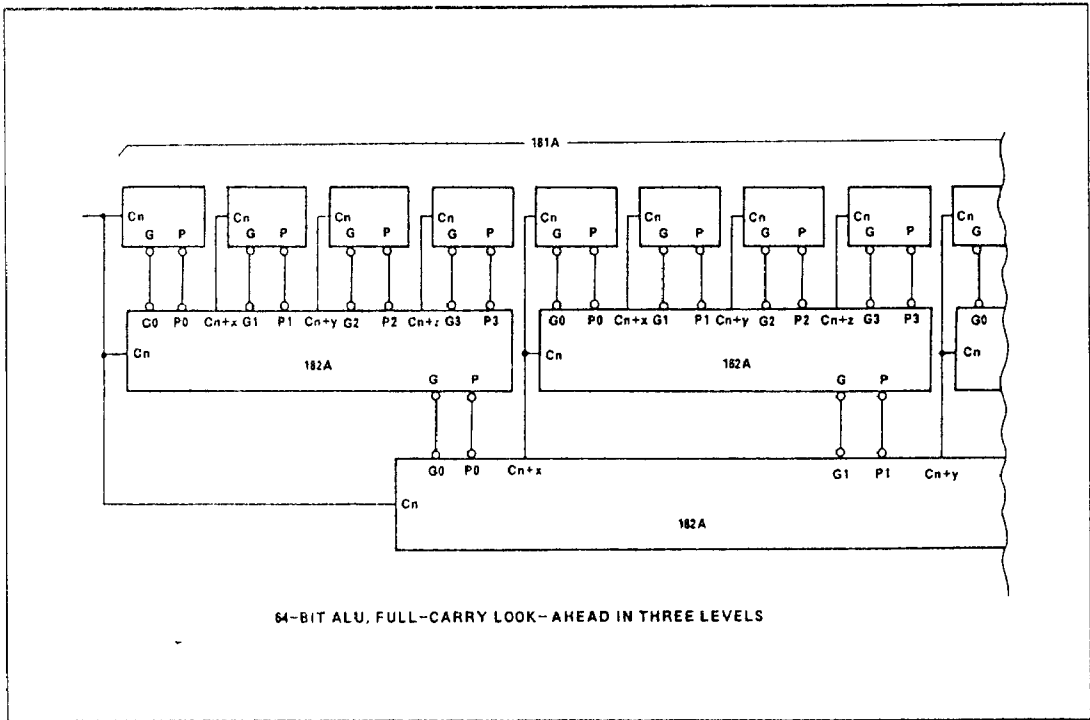 181A
Cn G P Cn G P Cn G P Cn G P Cn G P Cn G P Cn G P Cn G P Cn G
G0 P0 Cn+x G1 P1 Cn+y G2 P2 Cn+z G3 P3 G0 P0 Cn+x G1 P1 Cn+y G2 P2 Cn+z G3 P3 G0
Cn 182A G P Cn 182A G P Cn
G0 P0 Cn+x G1 P1 Cn+y
Cn 182A
64-BIT ALU, FULL-CARRY LOOK-AHEAD IN THREE LEVELS